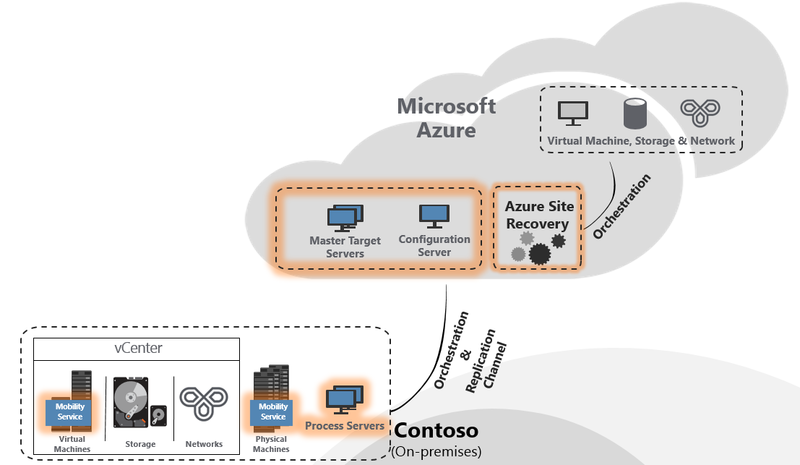 Microsoft
Azure
Virtual Machine, Storage & Network
Orchestration
Azure Site
Recovery
Master Target
Servers
Configuration
Server
Orchestration
&
Replication
Channel
vCenter
Mobility
Service
Virtual
Machines
Storage
Networks
Mobility
Service
Physical
Machines
Process Servers
Contoso
(On-premises)